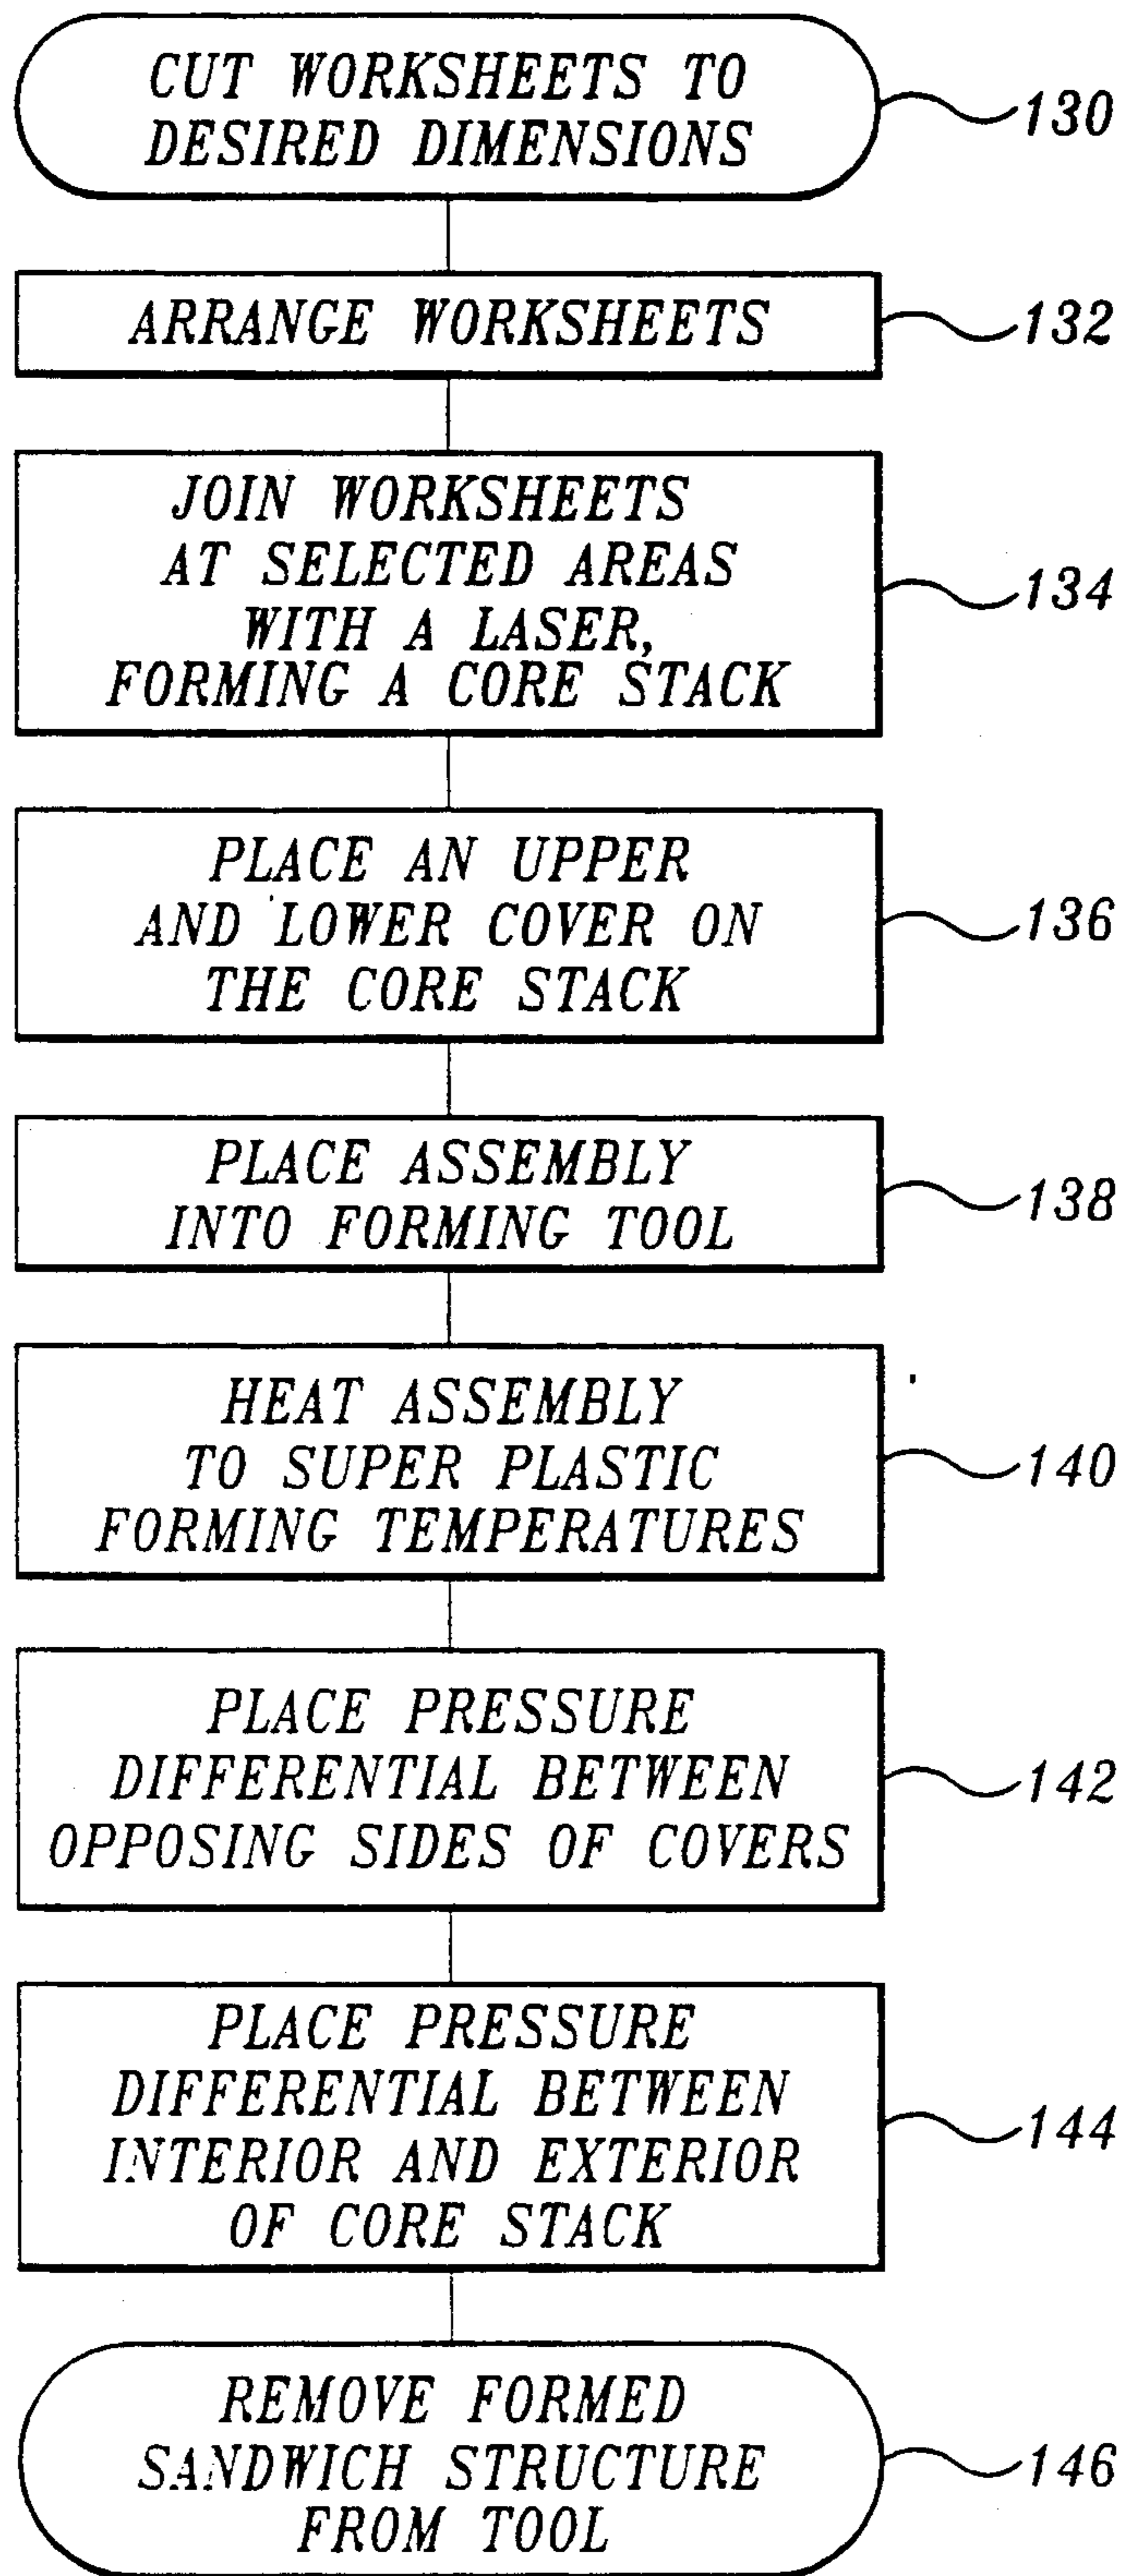 CUT WORKSHEETS TO
DESIRED DIMENSIONS
130
ARRANGE WORKSHEETS
132
JOIN WORKSHEETS
AT SELECTED AREAS
WITH A LASER,
FORMING A CORE STACK
134
PLACE AN UPPER
AND LOWER COVER ON
THE CORE STACK
136
PLACE ASSEMBLY
INTO FORMING TOOL
138
HEAT ASSEMBLY
TO SUPER PLASTIC
FORMING TEMPERATURES
140
PLACE PRESSURE
DIFFERENTIAL BETWEEN
OPPOSING SIDES OF COVERS
142
PLACE PRESSURE
DIFFERENTIAL BETWEEN
INTERIOR AND EXTERIOR
OF CORE STACK
144
REMOVE FORMED
SANDWICH STRUCTURE
FROM TOOL
146